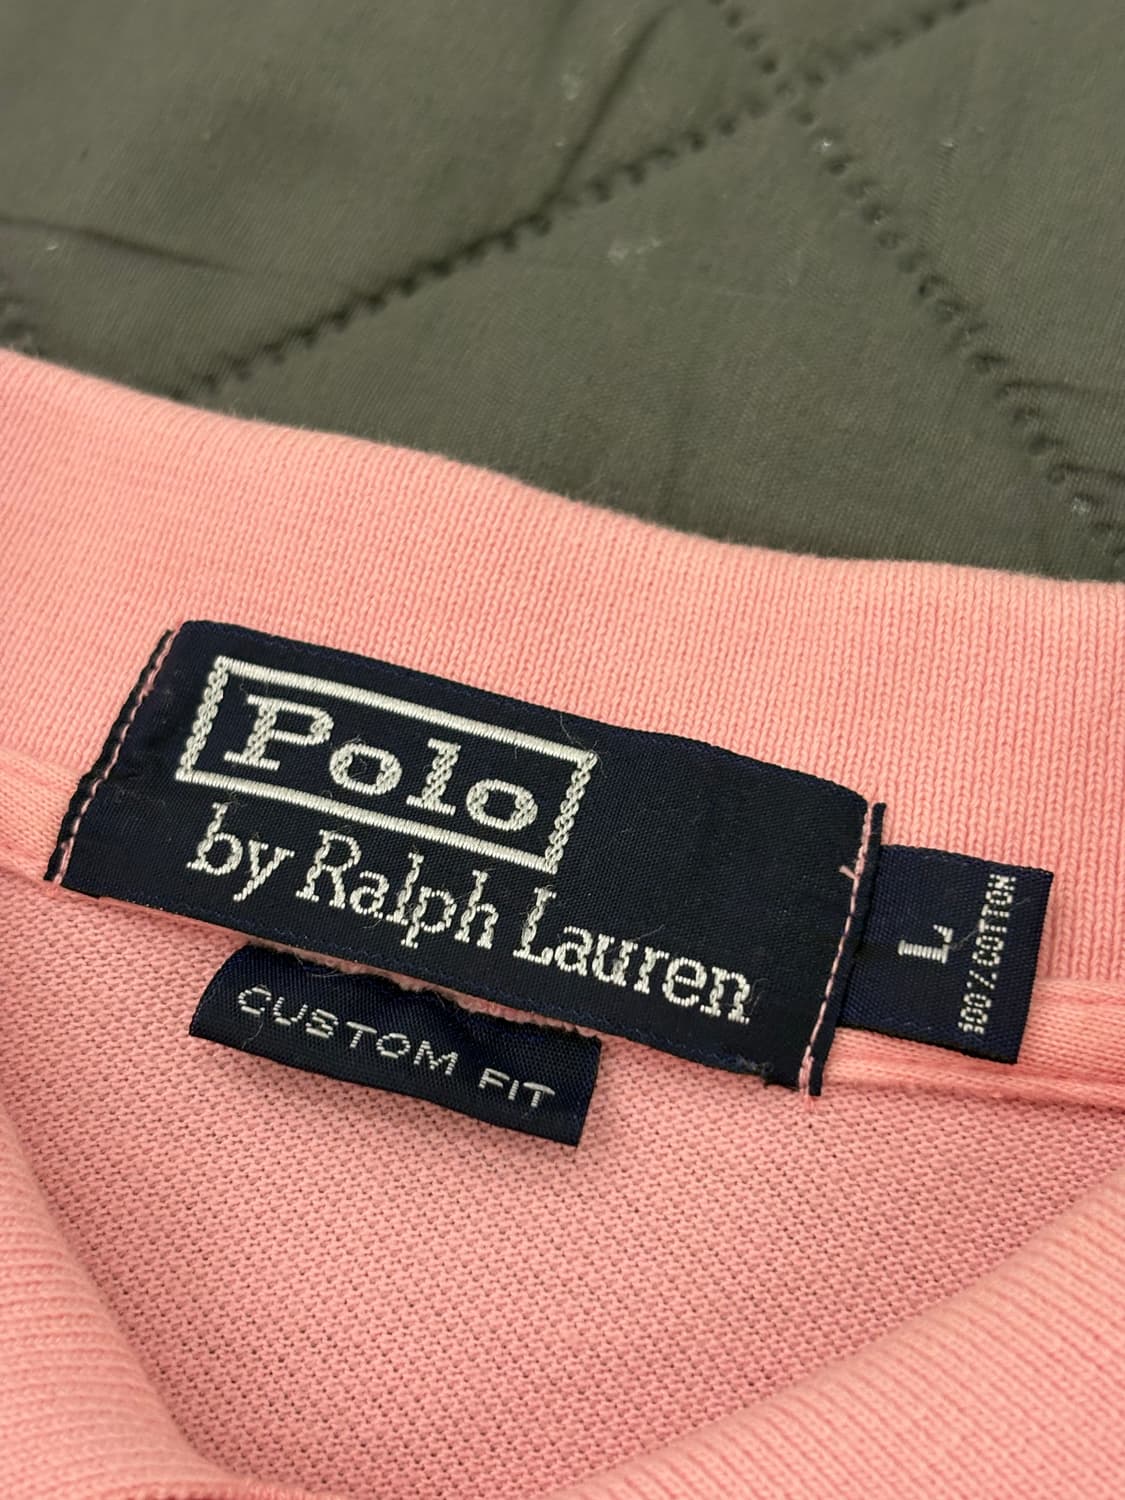 Polo
by Ralph Lauren
L
100% COTTON
CUSTOM FIT